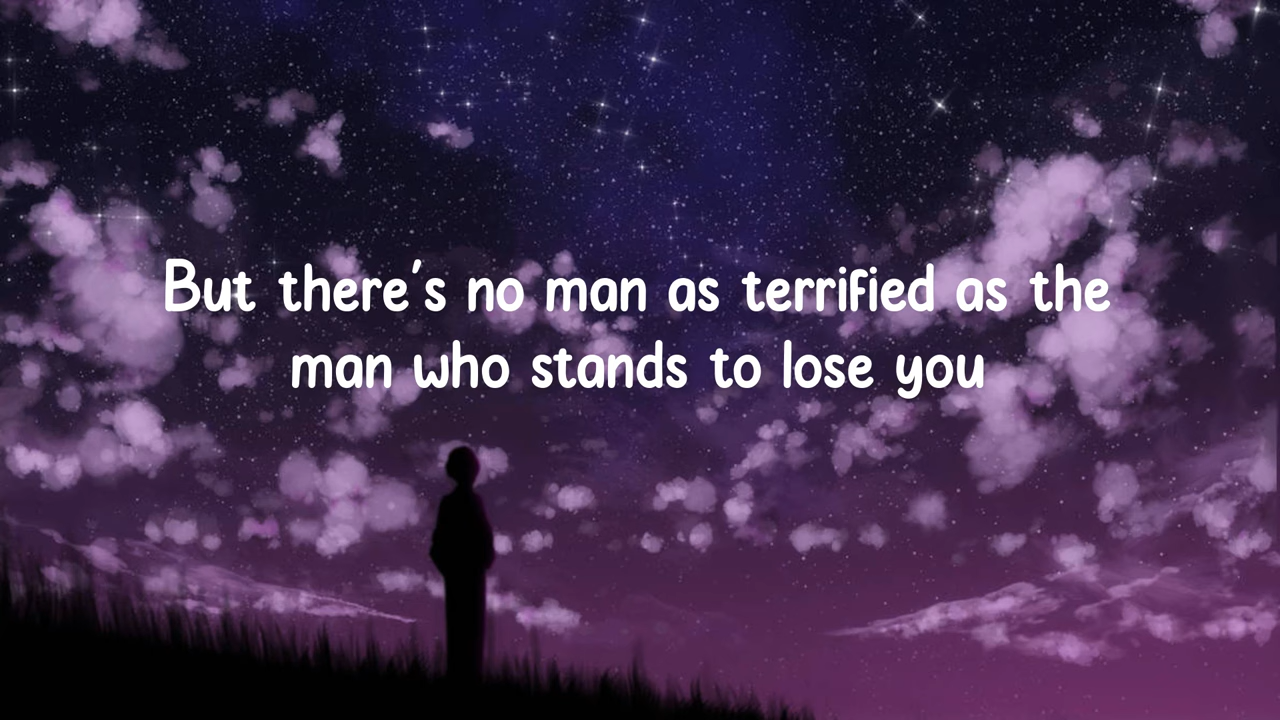 But there's no man as terrified as the
man who stands to lose you